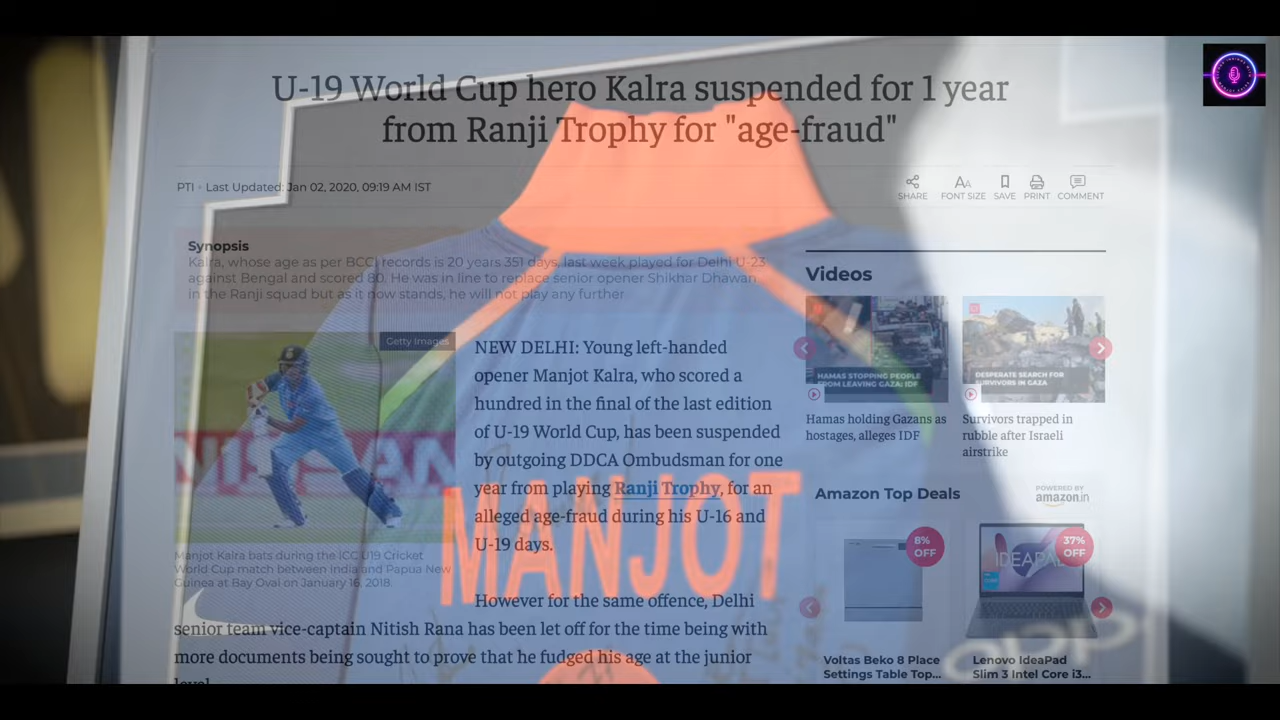 U-19 World Cup hero Kalra suspended for 1 year
from Ranji Trophy for "age-fraud"
PTI • Last Updated: Jan 02, 2020, 09:19 AM IST
SHARE
FONT SIZE
SAVE
PRINT
COMMENT
Synopsis
Kalra, whose age as per BCCI records is 20 years 351 days, last week played for Delhi U-23
against Bengal and scored 80. He was in line to replace senior opener Shikhar Dhawan
in the Ranji squad but as it now stands, he will not play any further
Getty Images
Manjot Kalra bats during the ICC U19 Cricket
World Cup match between India and Papua New
Guinea at Bay Oval on January 16, 2018.
NEW DELHI: Young left-handed
opener Manjot Kalra, who scored a
hundred in the final of the last edition
of U-19 World Cup, has been suspended
by outgoing DDCA Ombudsman for one
year from playing Ranji Trophy, for an
alleged age-fraud during his U-16 and
U-19 days.
However for the same offence, Delhi
senior team vice-captain Nitish Rana has been let off for the time being with
more documents being sought to prove that he fudged his age at the junior
level.
MANJOT
Videos
HAMAS STOPPING PEOPLE
FROM LEAVING GAZA: IDF
Hamas holding Gazans as
hostages, alleges IDF
DESPERATE SEARCH FOR
SURVIVORS IN GAZA
Survivors trapped in
rubble after Israeli
airstrike
Amazon Top Deals
POWERED BY
amazon.in
8%
OFF
Voltas Beko 8 Place
Settings Table Top...
37%
OFF
IDEAPAD
Lenovo IdeaPad
Slim 3 Intel Core i3...
oppo
NISSAN